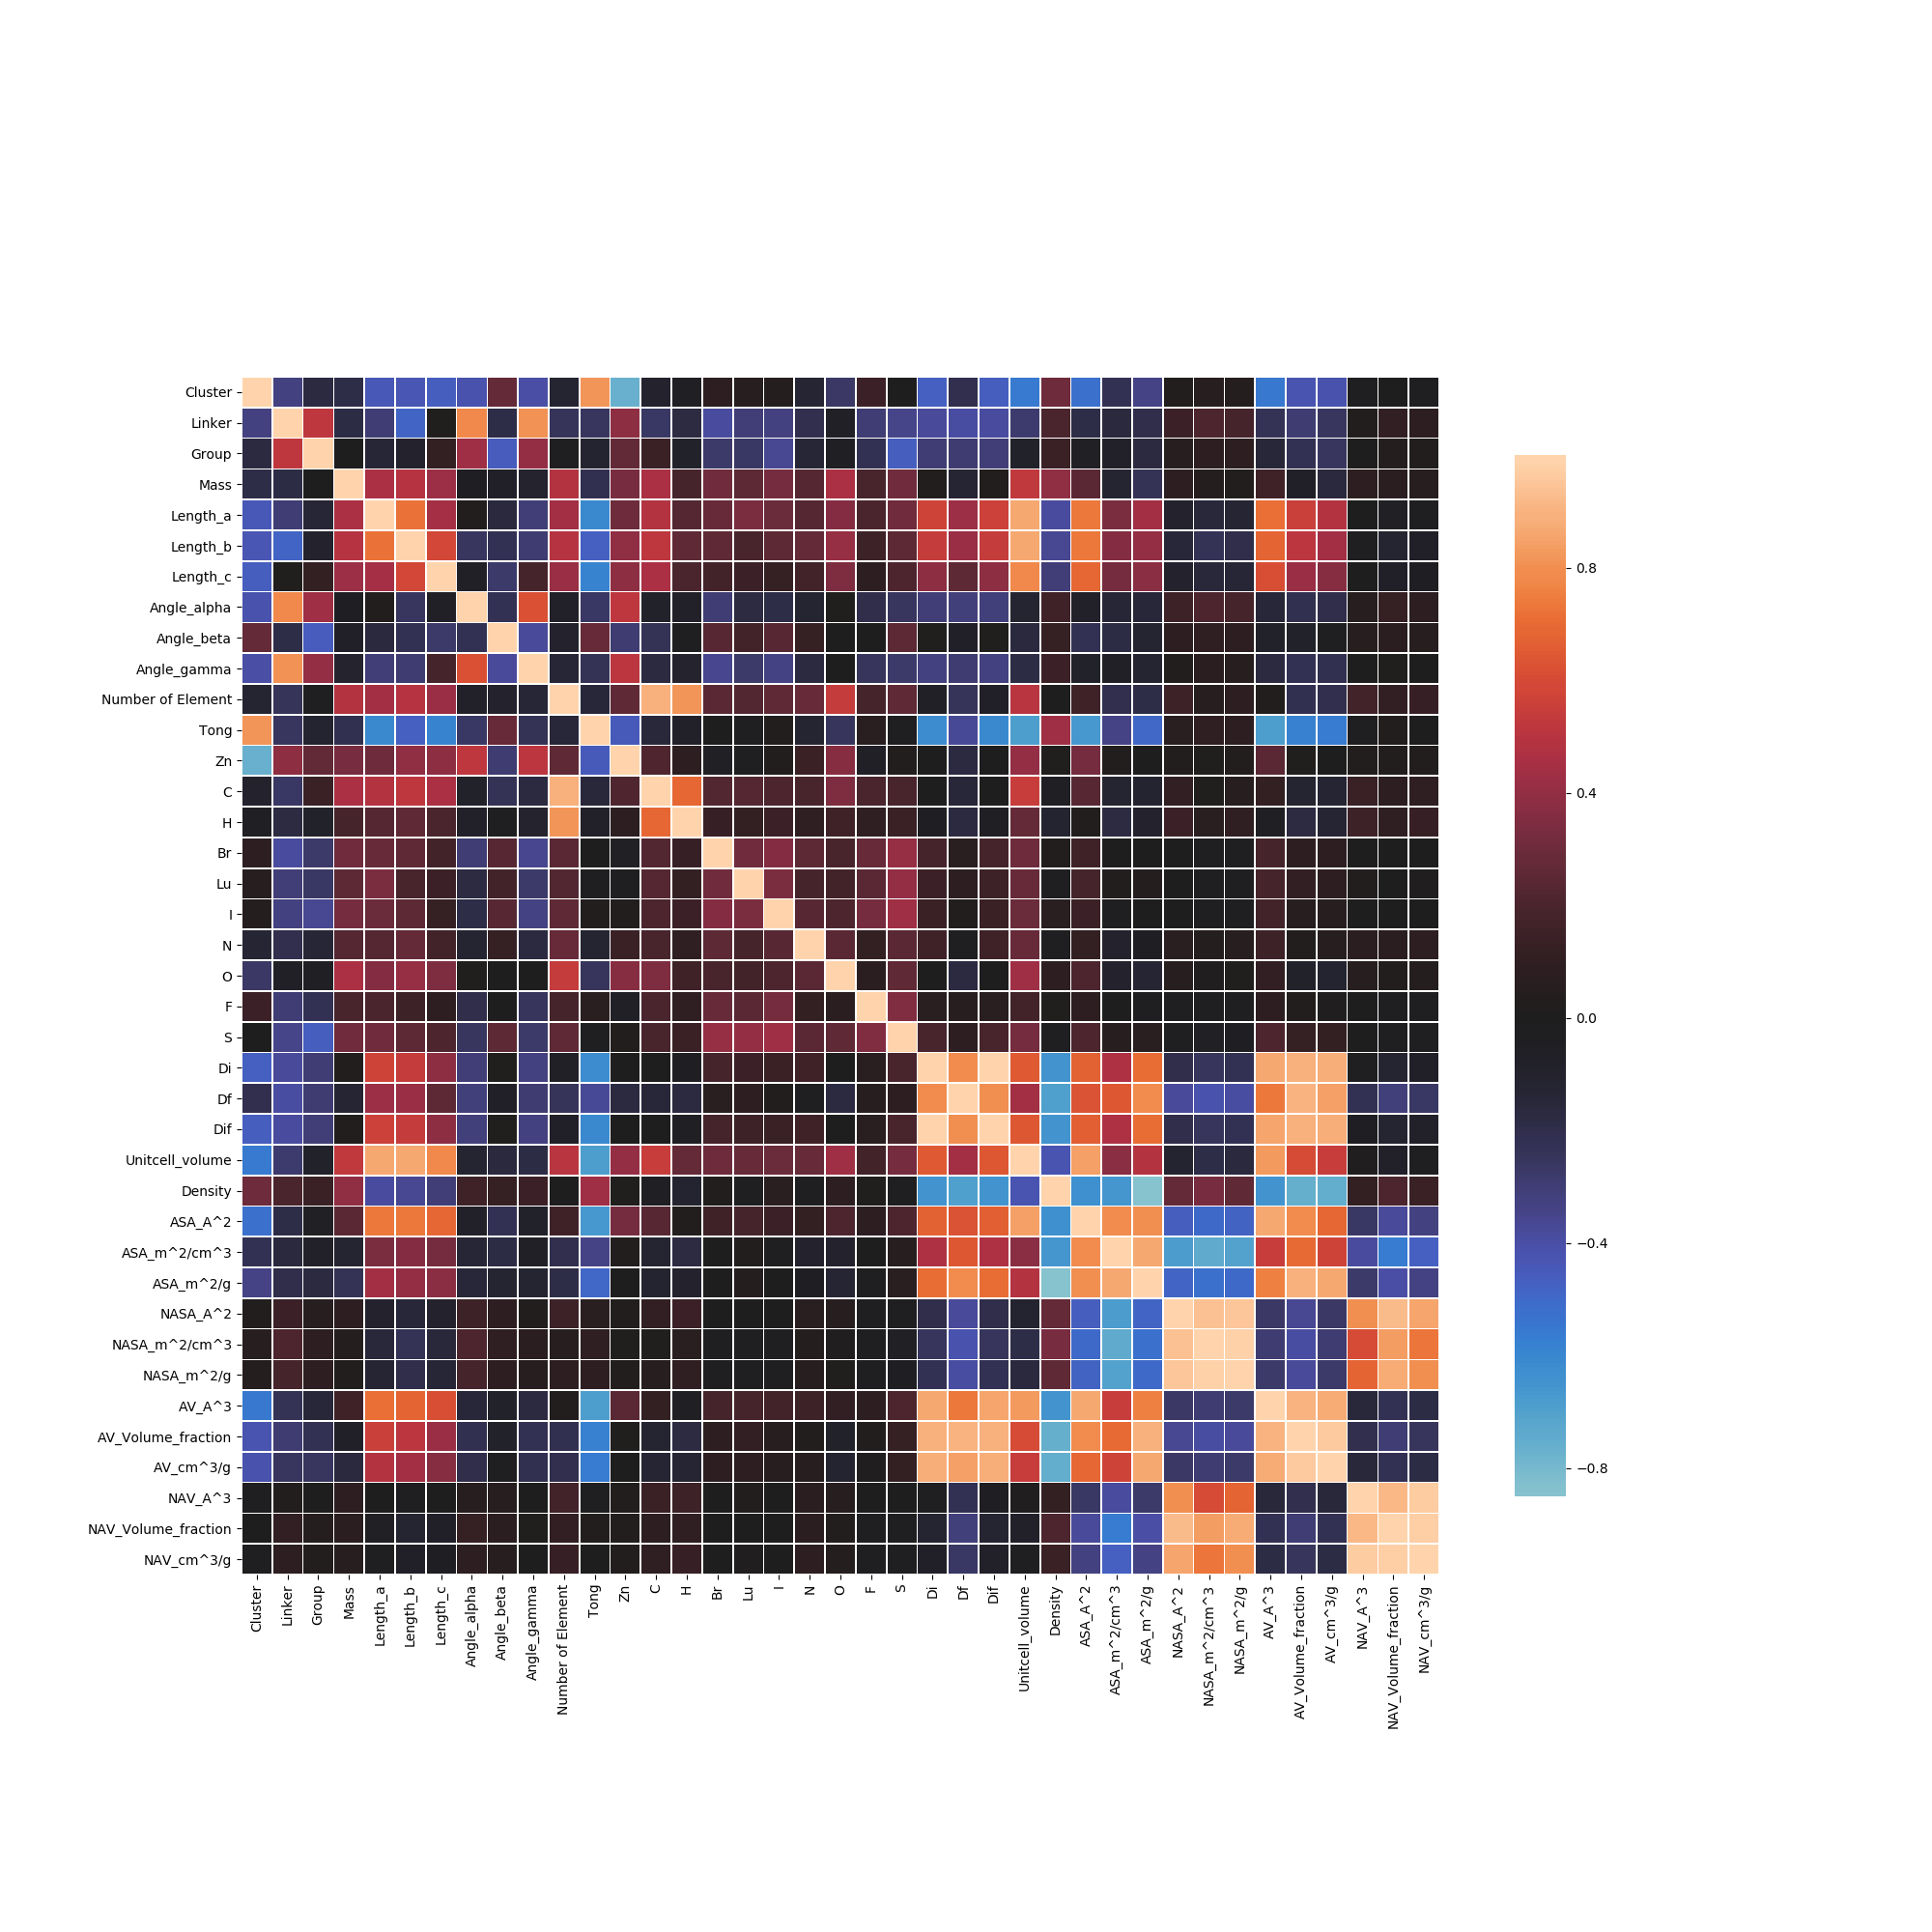 Cluster
Linker
Group
Mass
Length_a
Length_b
Length_c
Angle_alpha
Angle_beta
Angle_gamma
Number of Element
Tong
Zn
C
H
Br
Lu
I
N
O
F
S
Di
Df
Dif
Unitcell_volume
Density
ASA_A^2
ASA_m^2/cm^3
ASA_m^2/g
NASA_A^2
NASA_m^2/cm^3
NASA_m^2/g
AV_A^3
AV_Volume_fraction
AV_cm^3/g
NAV_A^3
NAV_Volume_fraction
NAV_cm^3/g
Cluster
Linker
Group
Mass
Length_a
Length_b
Length_c
Angle_alpha
Angle_beta
Angle_gamma
Number of Element
Tong
Zn
C
H
Br
Lu
I
N
O
F
S
Di
Df
Dif
Unitcell_volume
Density
ASA_A^2
ASA_m^2/cm^3
ASA_m^2/g
NASA_A^2
NASA_m^2/cm^3
NASA_m^2/g
AV_A^3
AV_Volume_fraction
AV_cm^3/g
NAV_A^3
NAV_Volume_fraction
NAV_cm^3/g
0.8
0.4
0.0
−0.4
−0.8